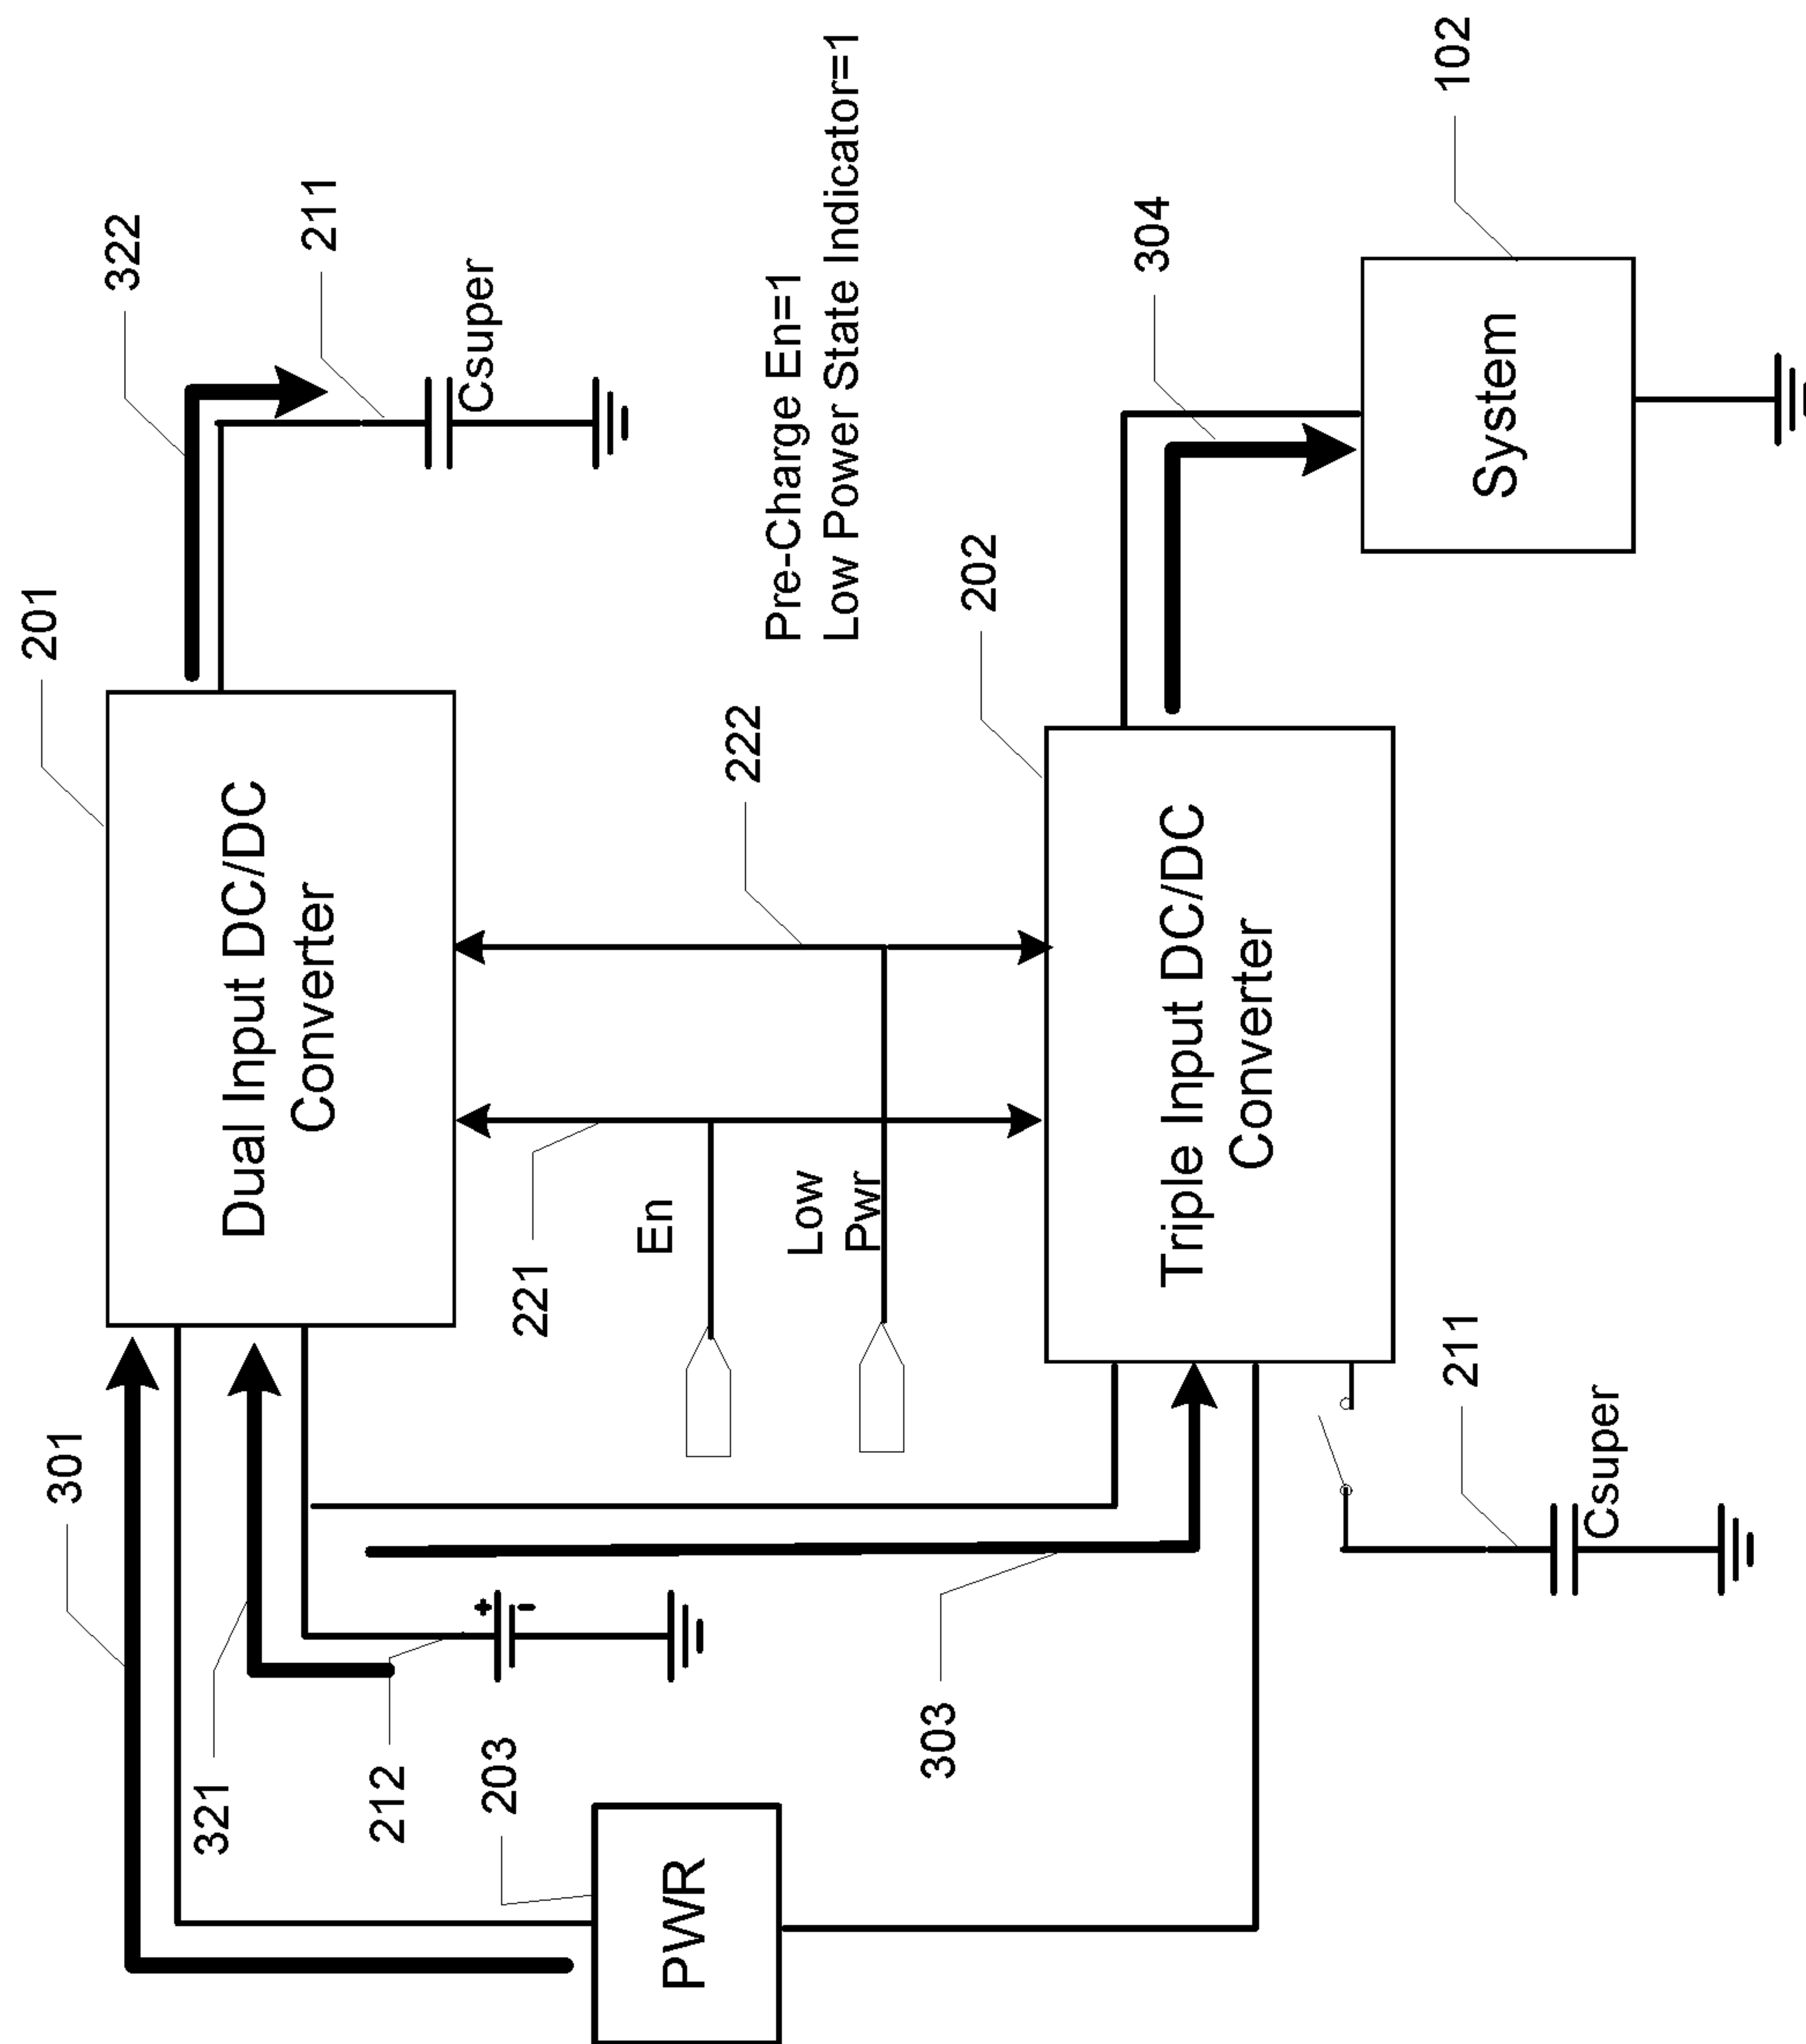 322
211
201
Csuper
Dual Input DC/DC
Converter
301
321
212
203
PWR
222
221
En
Low
Pwr
Pre-Charge En=1
Low Power State Indicator=1
303
202
304
102
Triple Input DC/DC
Converter
System
211
Csuper
+
-